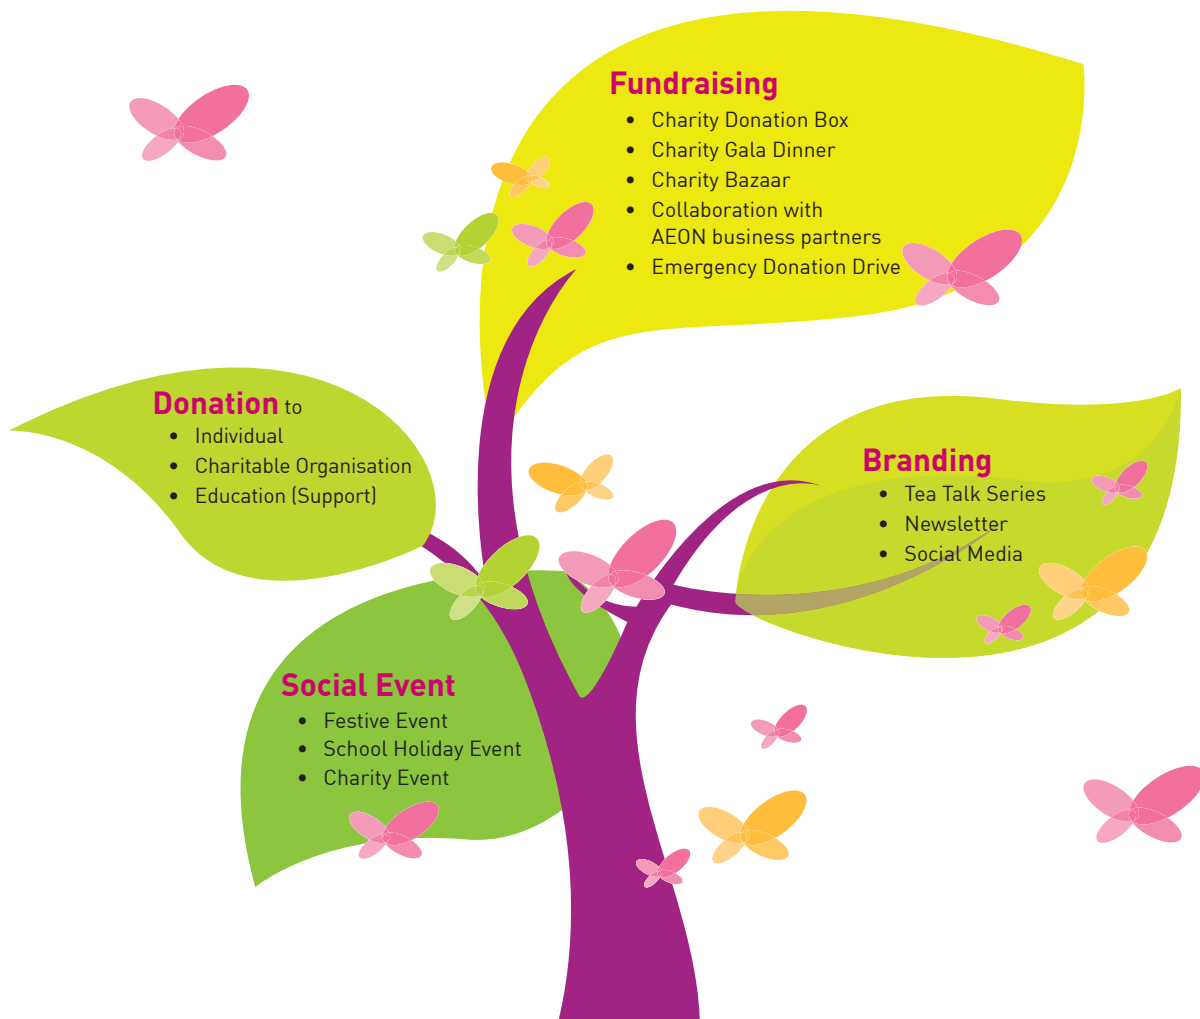 Fundraising
• Charity Donation Box
• Charity Gala Dinner
• Charity Bazaar
• Collaboration with
AEON business partners
• Emergency Donation Drive
Donation to
• Individual
• Charitable Organisation
• Education (Support)
Branding
• Tea Talk Series
• Newsletter
• Social Media
Social Event
• Festive Event
• School Holiday Event
• Charity Event